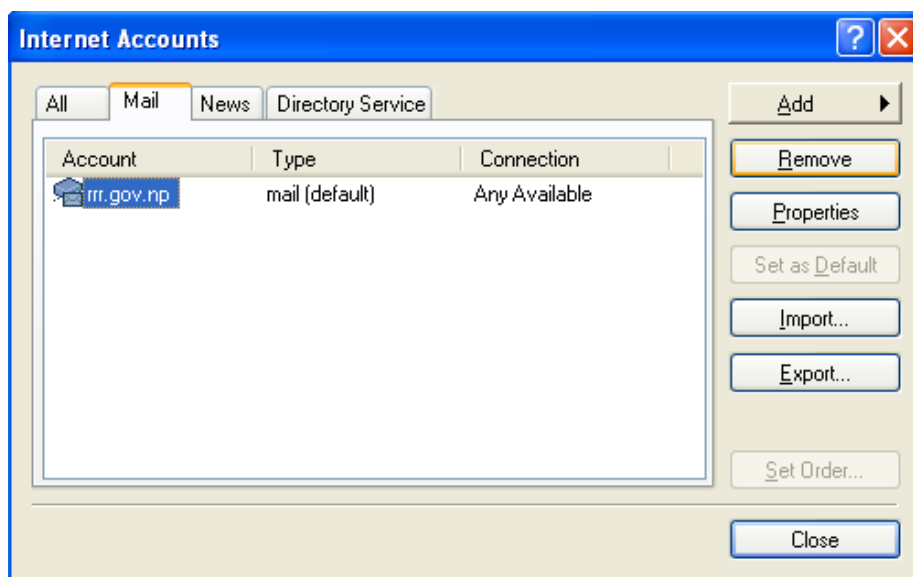 Internet Accounts
All Mail News Directory Service
Add
Account Type Connection
Remove
rrr.gov.np mail (default) Any Available
Properties
Set as Default
Import...
Export...
Set Order...
Close